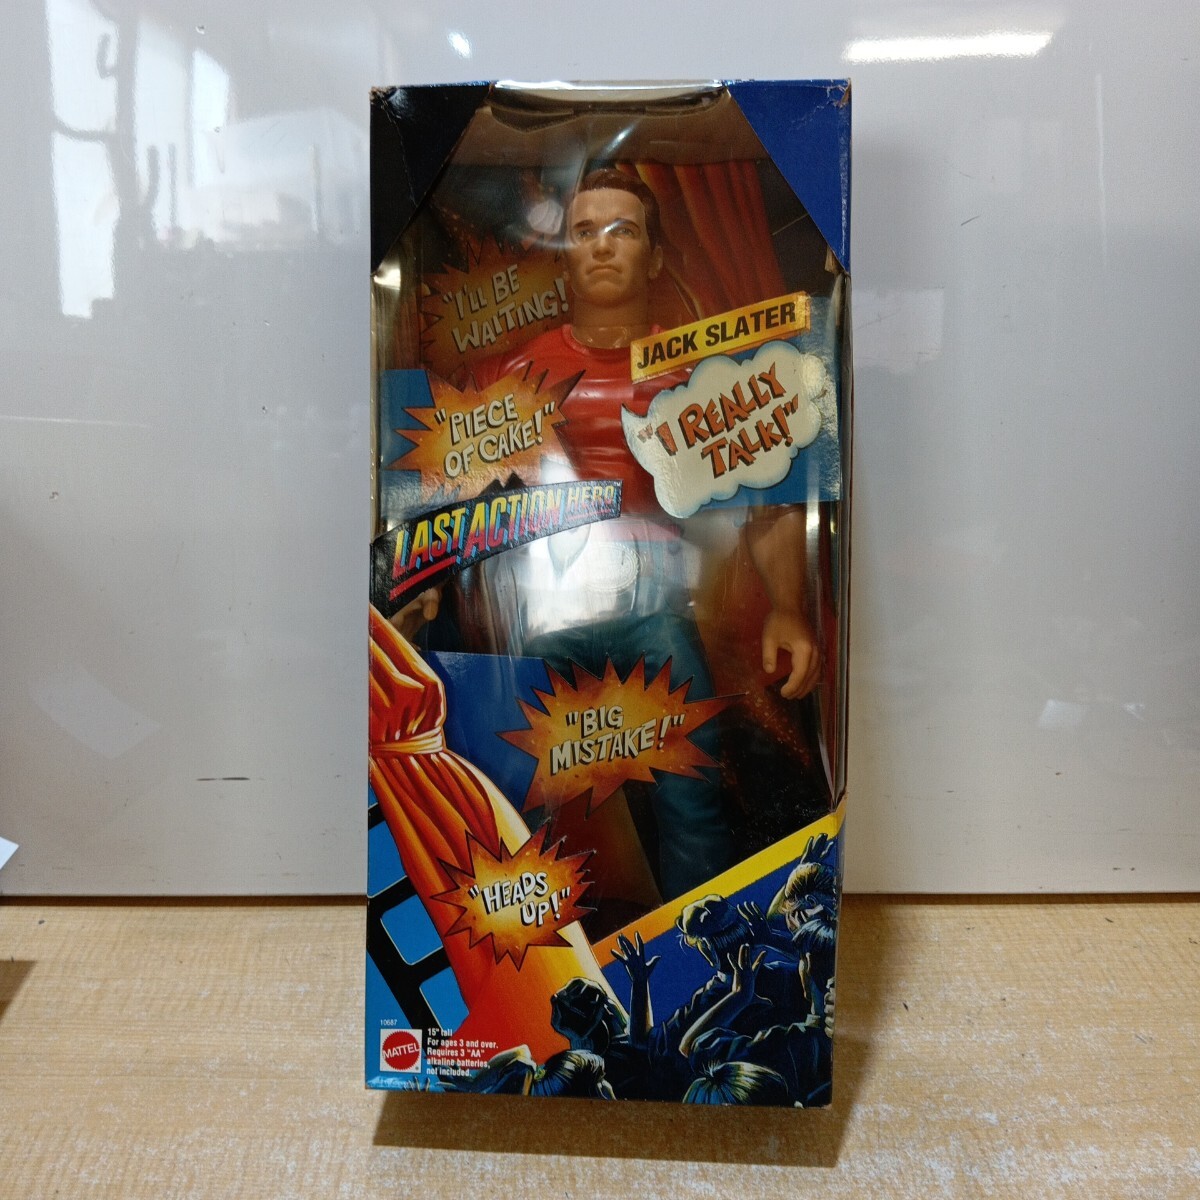 "I'LL BE
WAITING!
JACK SLATER
"I REALLY
TALK!"
"PIECE
OF CAKE!"
LAST ACTION HERO™
"BIG
MISTAKE!"
"HEADS
UP!"
10687
MATTEL
15" tall
For ages 3 and over.
Requires 3 "AA"
alkaline batteries,
not included.